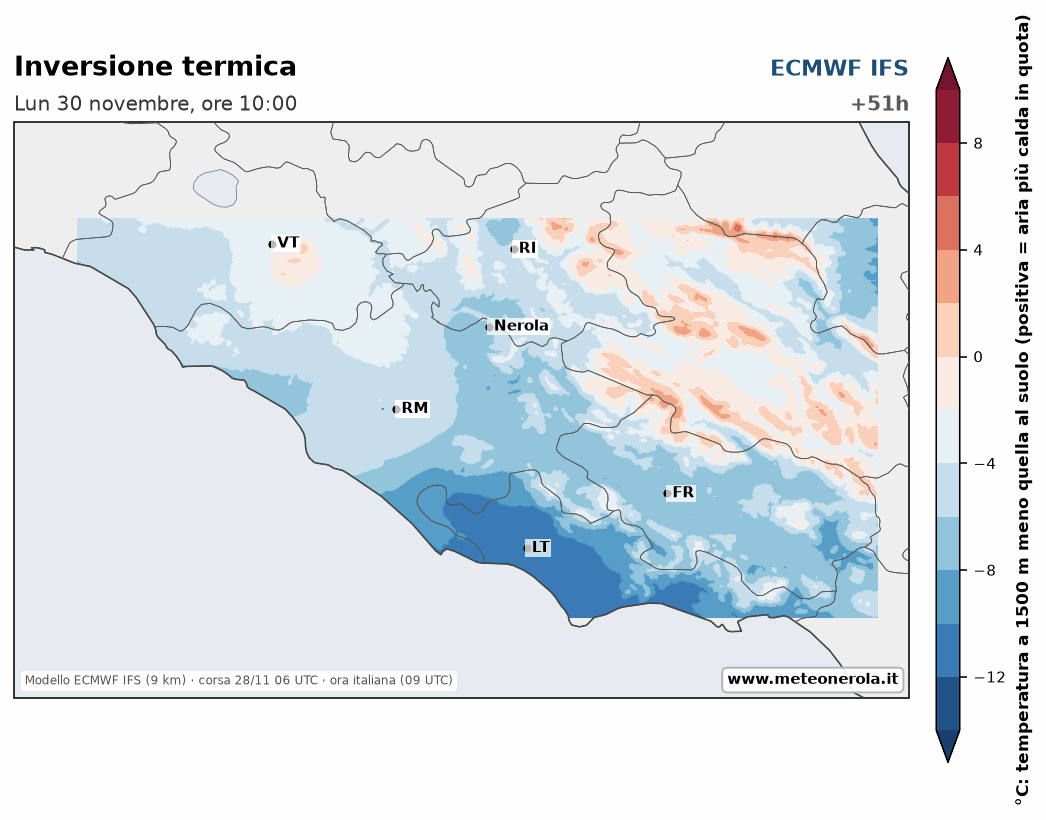 Inversione termica
ECMWF IFS
Lun 30 novembre, ore 10:00
+51h
VT
RI
Nerola
RM
FR
LT
Modello ECMWF IFS (9 km) · corsa 28/11 06 UTC · ora italiana (09 UTC)
www.meteonerola.it
8
4
0
−4
−8
−12
°C: temperatura a 1500 m meno quella al suolo (positiva = aria più calda in quota)